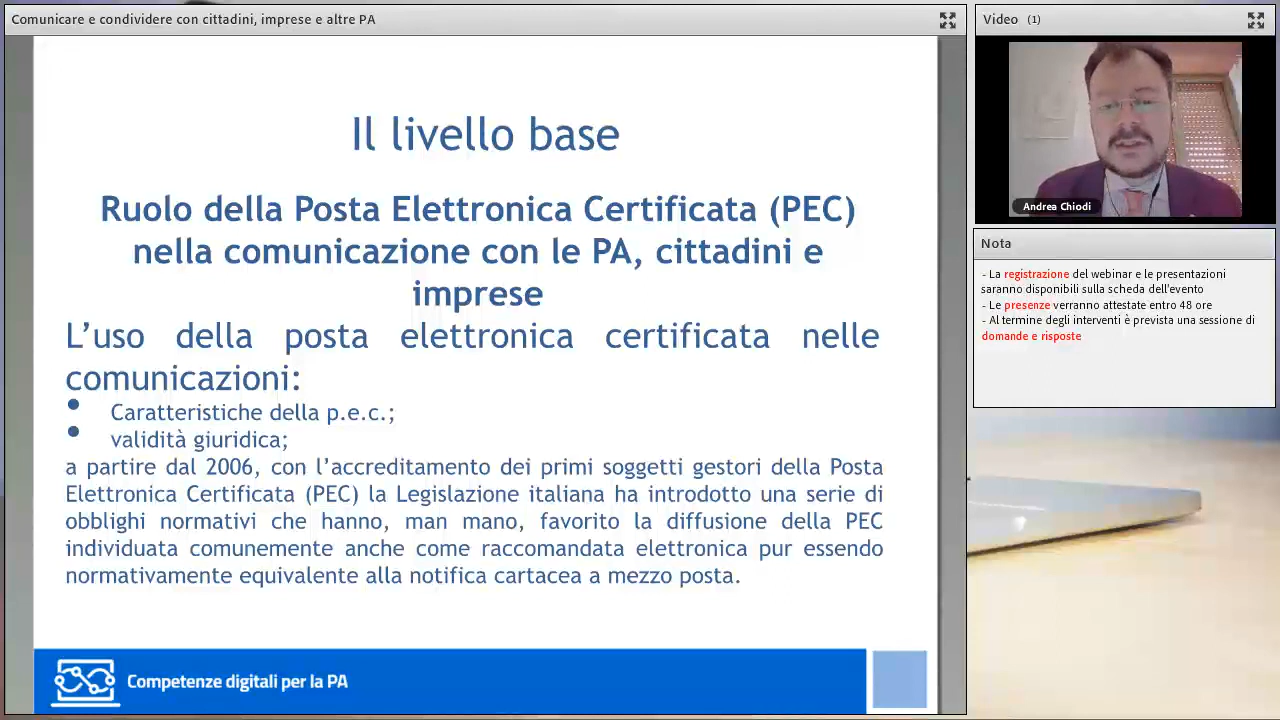 Comunicare e condividere con cittadini, imprese e altre PA
Il livello base
Ruolo della Posta Elettronica Certificata (PEC)
nella comunicazione con le PA, cittadini e
imprese
L’uso della posta elettronica certificata nelle
comunicazioni:
• Caratteristiche della p.e.c.;
• validità giuridica;
a partire dal 2006, con l’accreditamento dei primi soggetti gestori della Posta
Elettronica Certificata (PEC) la Legislazione italiana ha introdotto una serie di
obblighi normativi che hanno, man mano, favorito la diffusione della PEC
individuata comunemente anche come raccomandata elettronica pur essendo
normativamente equivalente alla notifica cartacea a mezzo posta.
Competenze digitali per la PA
Video (1)
Andrea Chiodi
Nota
- La registrazione del webinar e le presentazioni
saranno disponibili sulla scheda dell'evento
- Le presenze verranno attestate entro 48 ore
- Al termine degli interventi è prevista una sessione di
domande e risposte